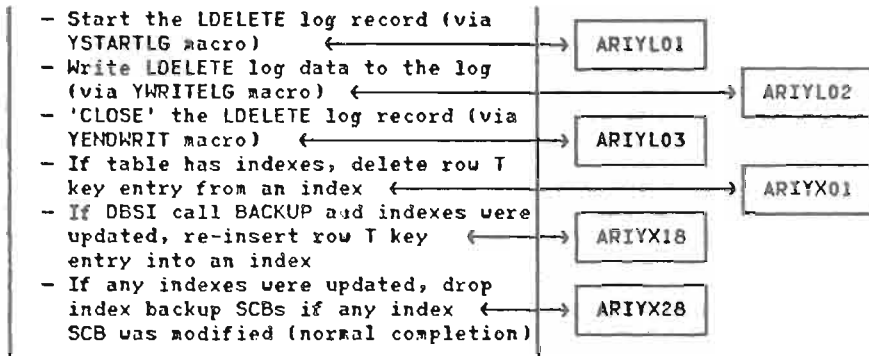 - Start the LDELETE log record (via
YSTARTLG macro) ARIYL01
- Write LDELETE log data to the log
(via YWRITELG macro) ARIYL02
- 'CLOSE' the LDELETE log record (via
YENDWRIT macro) ARIYL03
- If table has indexes, delete row T
key entry from an index ARIYX01
- If DBSI call BACKUP and indexes were
updated, re-insert row T key ARIYX18
entry into an index
- If any indexes were updated, drop
index backup SCBs if any index ARIYX28
SCB was modified (normal completion)